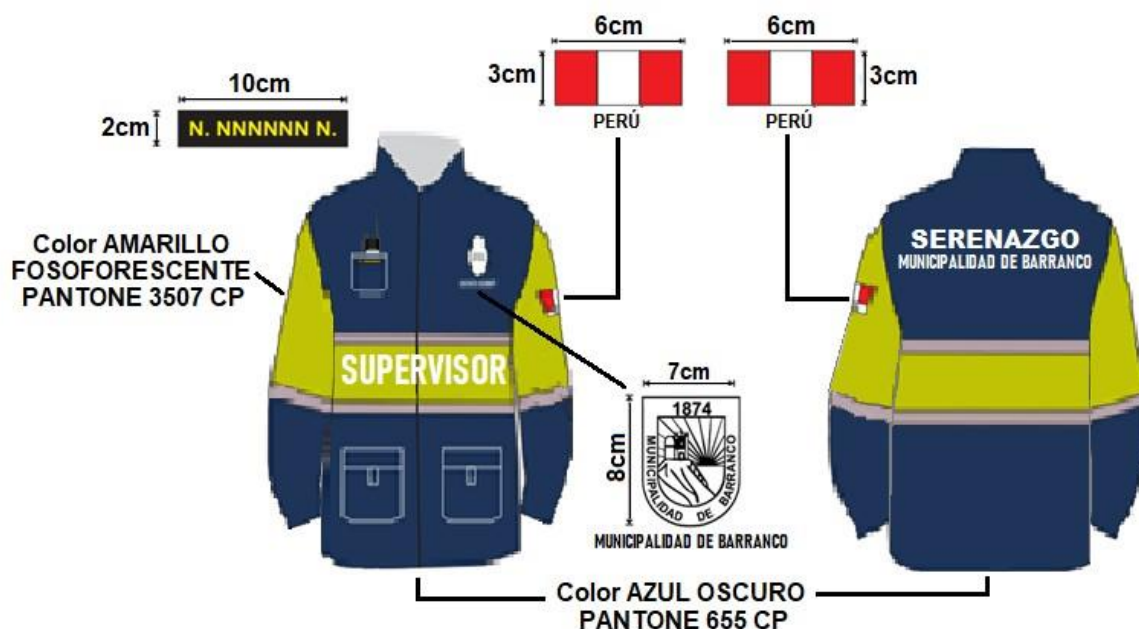 6cm
6cm
3cm
3cm
PERÚ
PERÚ
10cm
2cm
N. NNNNNN N.
Color AMARILLO
FOSOFORESCENTE
PANTONE 3507 CP
SERENAZGO
MUNICIPALIDAD DE BARRANCO
SUPERVISOR
7cm
8cm
1874
MUNICIPALIDAD DE BARRANCO
MUNICIPALIDAD DE BARRANCO
Color AZUL OSCURO
PANTONE 655 CP